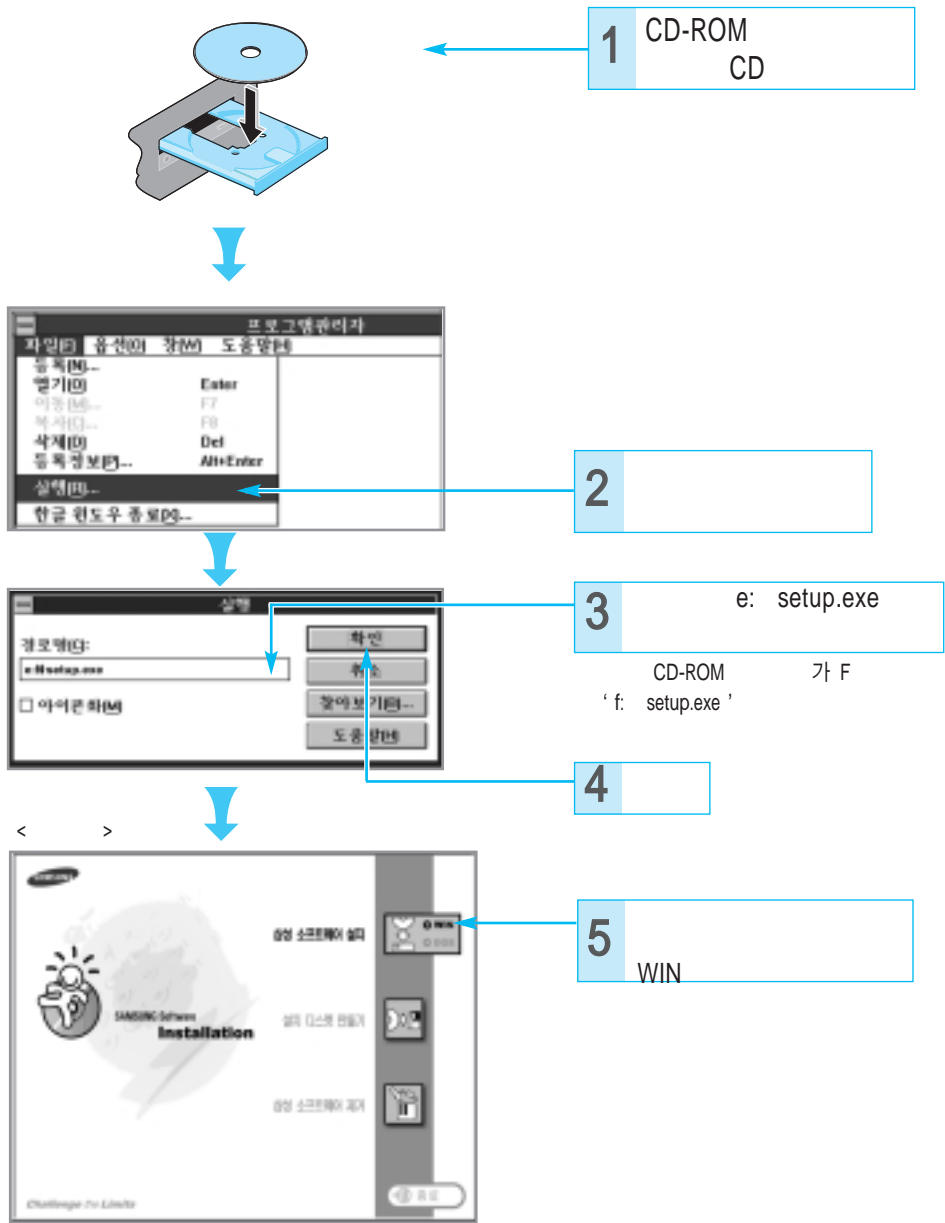 1 CD-ROM
CD
프로그램관리자
파일(F) 옵션(O) 창(W) 도움말(H)
등록(N)...
열기(O) Enter
이동(M)... F7
복사(C)... F8
삭제(D) Del
등록정보(P)... Alt+Enter
실행(R)...
한글 윈도우 종료(X)...
2
실행
경로명(C):
e:₩setup.exe
아이콘화(M)
확인
취소
찾아보기(B)...
도움말(H)
3 e: setup.exe
CD-ROM 가 F
‘ f: setup.exe ’
4
< >
SAMSUNG
삼성 소프트웨어 설치
WIN
DOS
SAMSUNG Software
Installation
설치 디스켓 만들기
삼성 소프트웨어 제거
종료
Challenge The Limits
5
WIN